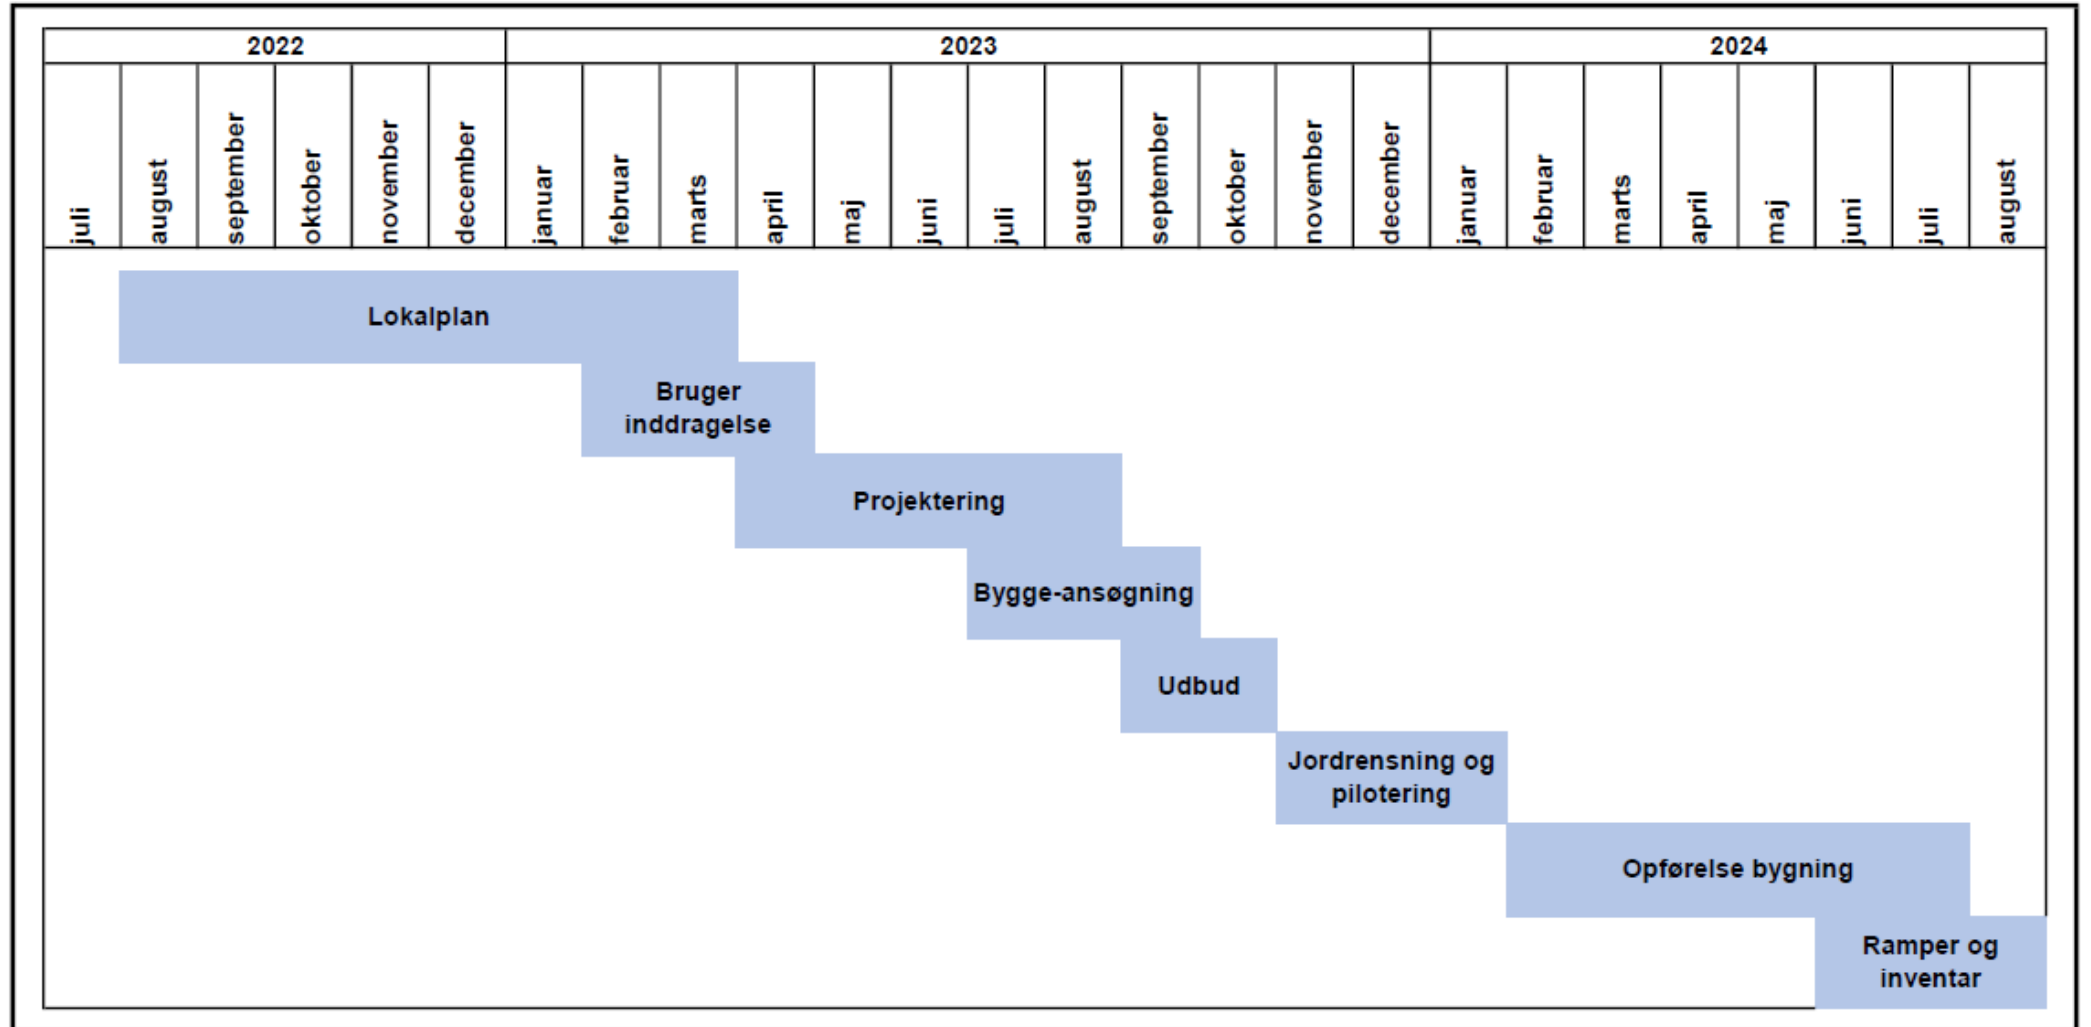 2022 2023 2024
juli august september oktober november december januar februar marts april maj juni juli august september oktober november december januar februar marts april maj juni juli august
Lokalplan
Bruger
inddragelse
Projektering
Bygge-ansøgning
Udbud
Jordrensning og
pilotering
Opførelse bygning
Ramper og
inventar